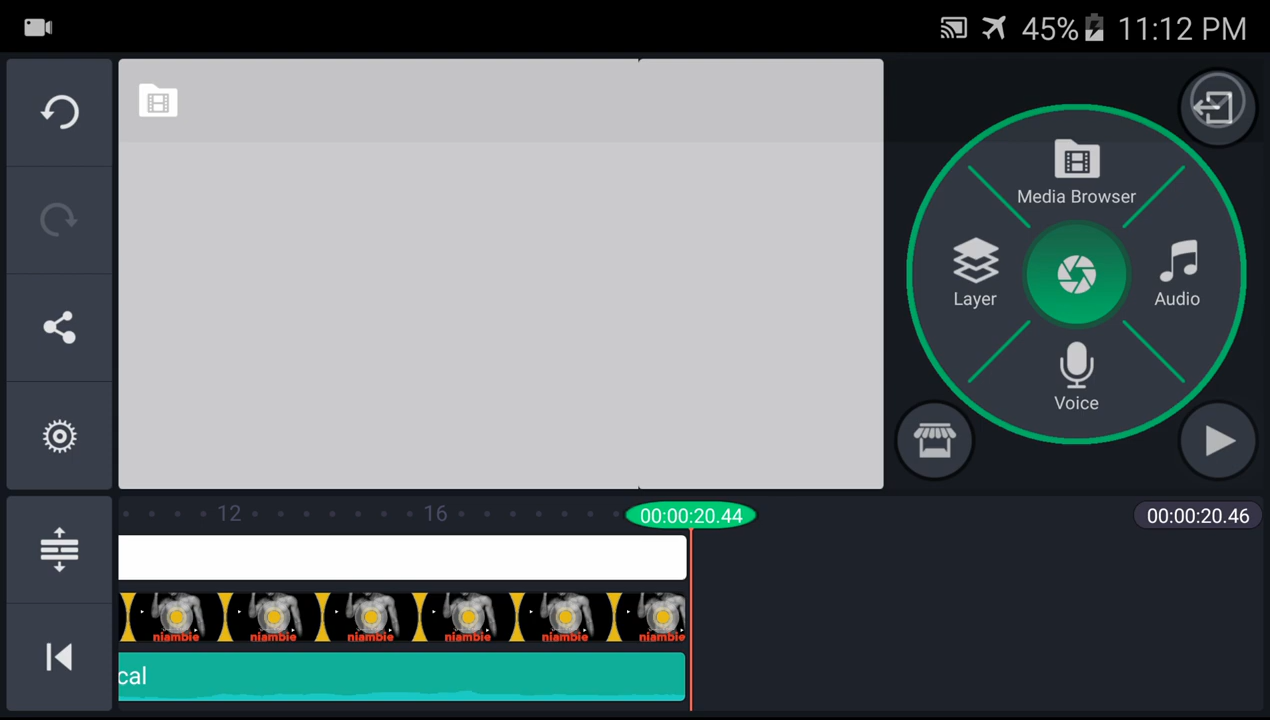 45% 11:12 PM
Media Browser
Layer
Audio
Voice
12 16 00:00:20.44 00:00:20.46
niambie niambie niambie niambie niambie niambie
cal